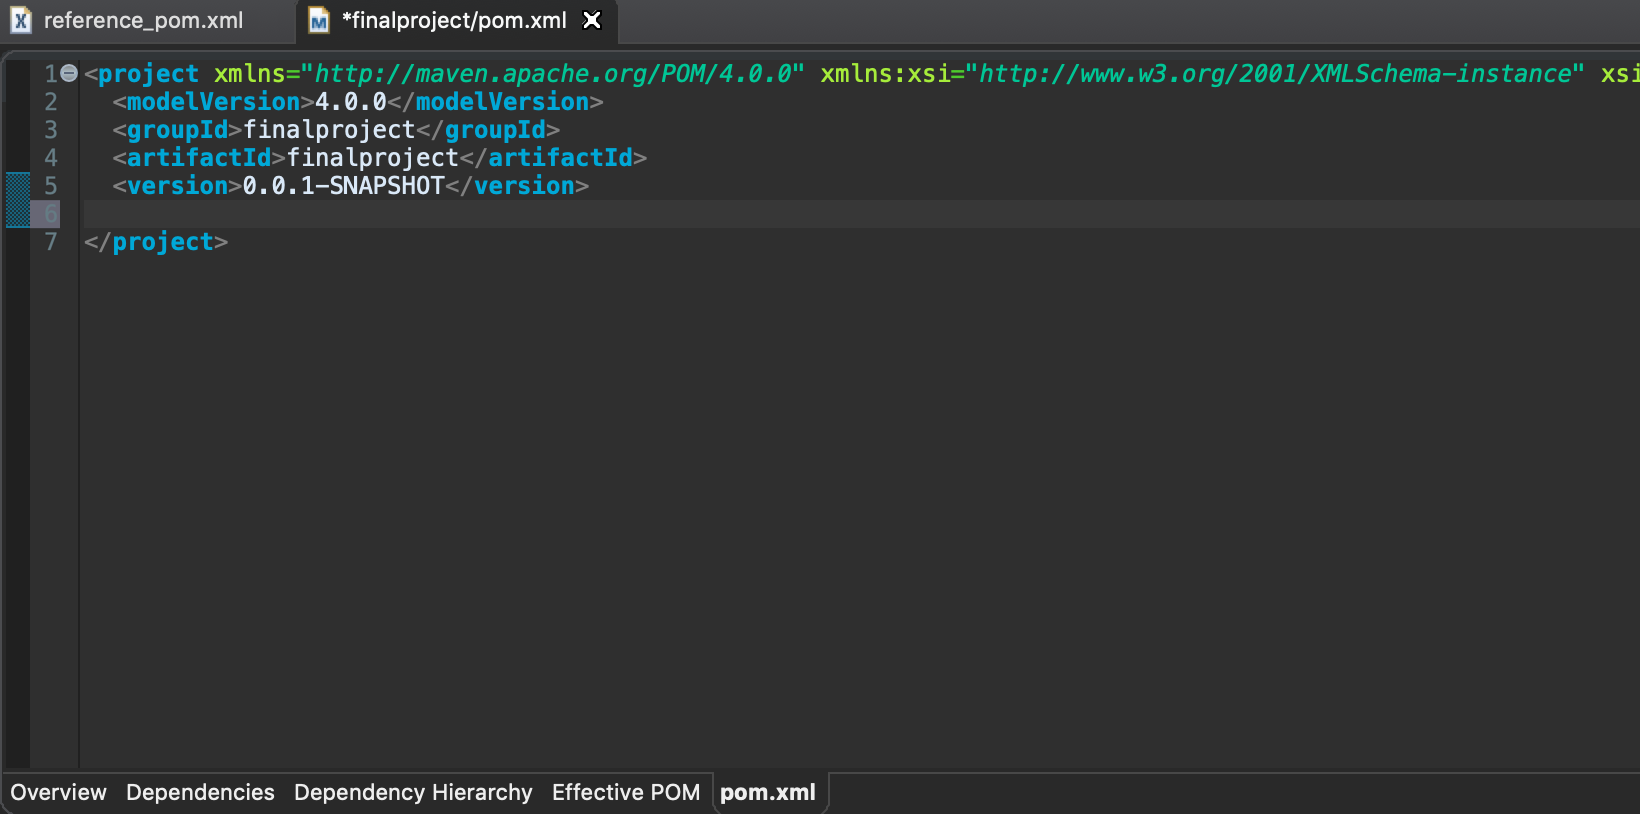 reference_pom.xml
*finalproject/pom.xml
1 <project xmlns="http://maven.apache.org/POM/4.0.0" xmlns:xsi="http://www.w3.org/2001/XMLSchema-instance" xsi
2 <modelVersion>4.0.0</modelVersion>
3 <groupId>finalproject</groupId>
4 <artifactId>finalproject</artifactId>
5 <version>0.0.1-SNAPSHOT</version>
6
7 </project>
Overview Dependencies Dependency Hierarchy Effective POM pom.xml